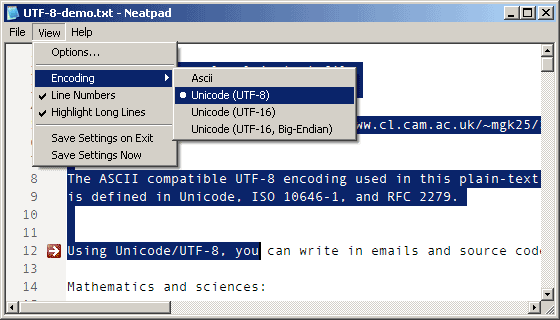 UTF-8-demo.txt - Neatpad
File View Help
Options...
Encoding
Line Numbers
Highlight Long Lines
Save Settings on Exit
Save Settings Now
Ascii
Unicode (UTF-8)
Unicode (UTF-16)
Unicode (UTF-16, Big-Endian)
ww.cl.cam.ac.uk/~mgk25/
8 The ASCII compatible UTF-8 encoding used in this plain-text
9 is defined in Unicode, ISO 10646-1, and RFC 2279.
10
11
12 Using Unicode/UTF-8, you can write in emails and source cod
13
14 Mathematics and sciences: